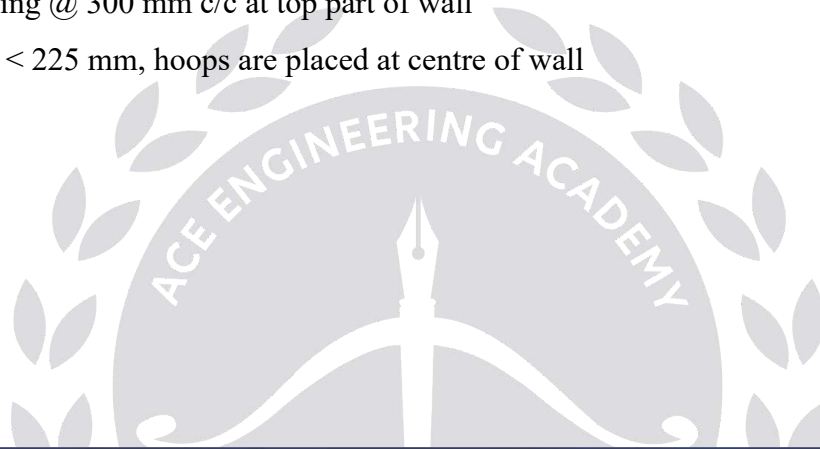 ing @ 300 mm c/c at top part of wall
< 225 mm, hoops are placed at centre of wall
ACE ENGINEERING ACADEMY